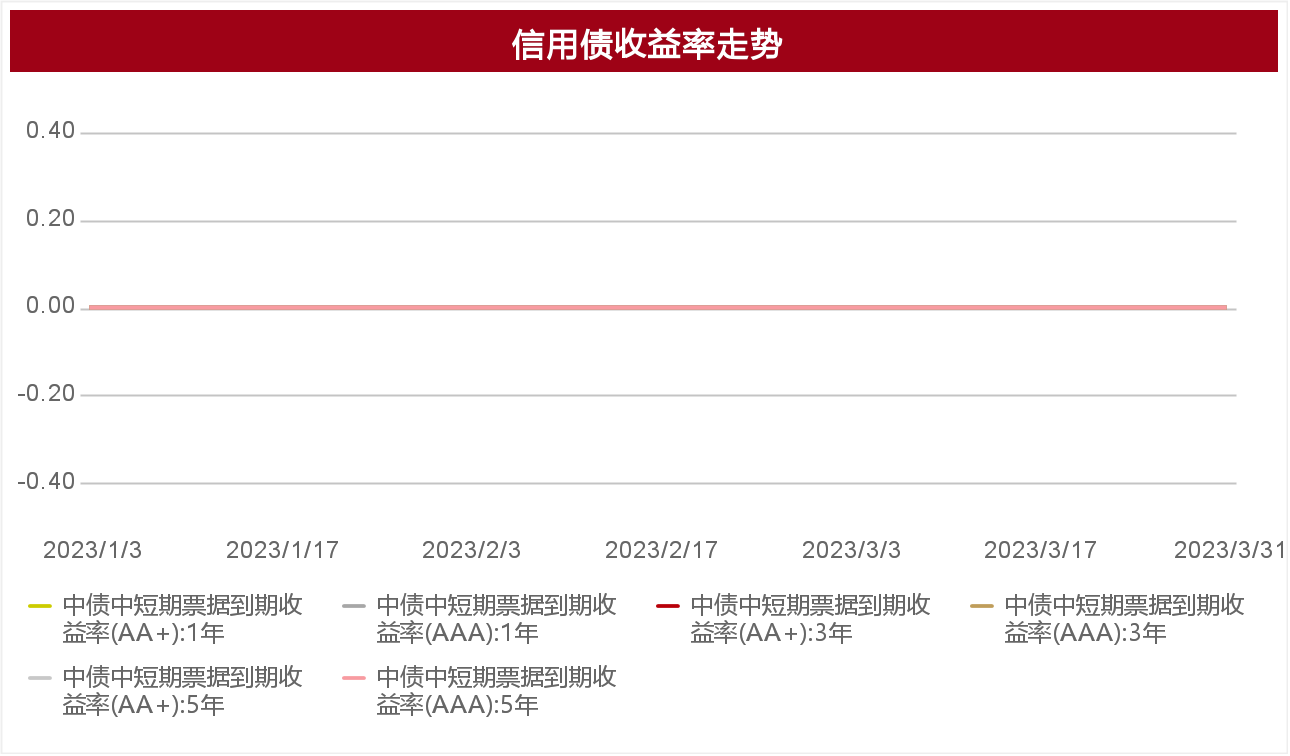 信用债收益率走势
0.40
0.20
0.00
-0.20
-0.40
2023/1/3 2023/1/17 2023/2/3 2023/2/17 2023/3/3 2023/3/17 2023/3/31
中债中短期票据到期收
益率(AA+):1年
中债中短期票据到期收
益率(AAA):1年
中债中短期票据到期收
益率(AA+):3年
中债中短期票据到期收
益率(AAA):3年
中债中短期票据到期收
益率(AA+):5年
中债中短期票据到期收
益率(AAA):5年